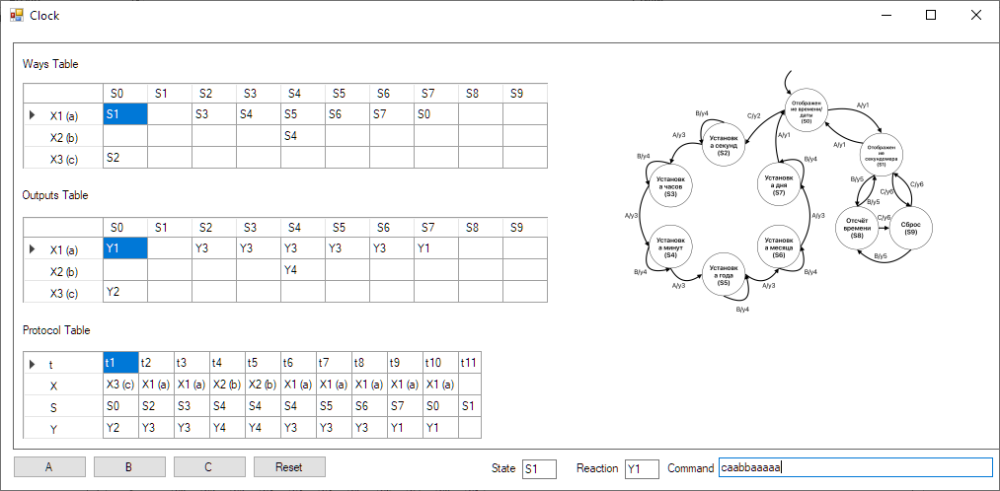 Clock
Ways Table
S0 S1 S2 S3 S4 S5 S6 S7 S8 S9
X1 (a) S1 S3 S4 S5 S6 S7 S0
X2 (b) S4
X3 (c) S2
Outputs Table
S0 S1 S2 S3 S4 S5 S6 S7 S8 S9
X1 (a) Y1 Y3 Y3 Y3 Y3 Y3 Y1
X2 (b) Y4
X3 (c) Y2
Protocol Table
t t1 t2 t3 t4 t5 t6 t7 t8 t9 t10 t11
X X3 (c) X1 (a) X1 (a) X2 (b) X2 (b) X1 (a) X1 (a) X1 (a) X1 (a) X1 (a)
S S0 S2 S3 S4 S4 S4 S5 S6 S7 S0 S1
Y Y2 Y3 Y3 Y4 Y4 Y3 Y3 Y3 Y1 Y1
Отображен
ие времени/
даты
(S0)
A/y1
C/y2
A/y1
A/y1
Отображен
ие
секундомера
(S1)
B/y4
Установк
а секунд
(S2)
A/y3
B/y4
Установк
а часов
(S3)
A/y3
B/y4
Установк
а дня
(S7)
A/y3
B/y5
B/y5
C/y6
C/y6
C/y6
Отсчёт
времени
(S8)
Сброс
(S9)
B/y5
Установк
а минут
(S4)
B/y4
A/y3
Установк
а года
(S5)
B/y4
A/y3
Установк
а месяца
(S6)
B/y4
A B C Reset
State S1 Reaction Y1 Command caabbaaaaa